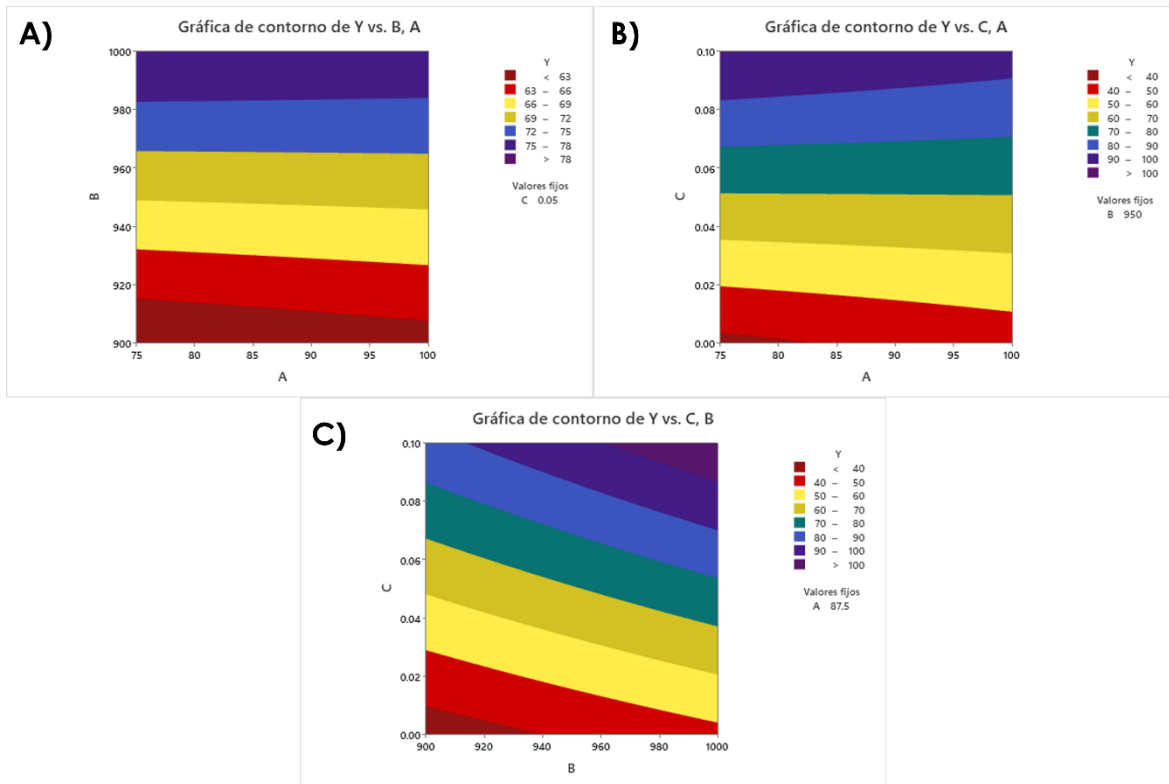 A)
Gráfica de contorno de Y vs. B, A
1000
980
960
940
920
900
B
75 80 85 90 95 100
A
Y
< 63
63 – 66
66 – 69
69 – 72
72 – 75
75 – 78
> 78
Valores fijos
C 0.05
B)
Gráfica de contorno de Y vs. C, A
0.10
0.08
0.06
0.04
0.02
0.00
C
75 80 85 90 95 100
A
Y
< 40
40 – 50
50 – 60
60 – 70
70 – 80
80 – 90
90 – 100
> 100
Valores fijos
B 950
C)
Gráfica de contorno de Y vs. C, B
0.10
0.08
0.06
0.04
0.02
0.00
C
900 920 940 960 980 1000
B
Y
< 40
40 – 50
50 – 60
60 – 70
70 – 80
80 – 90
90 – 100
> 100
Valores fijos
A 87.5